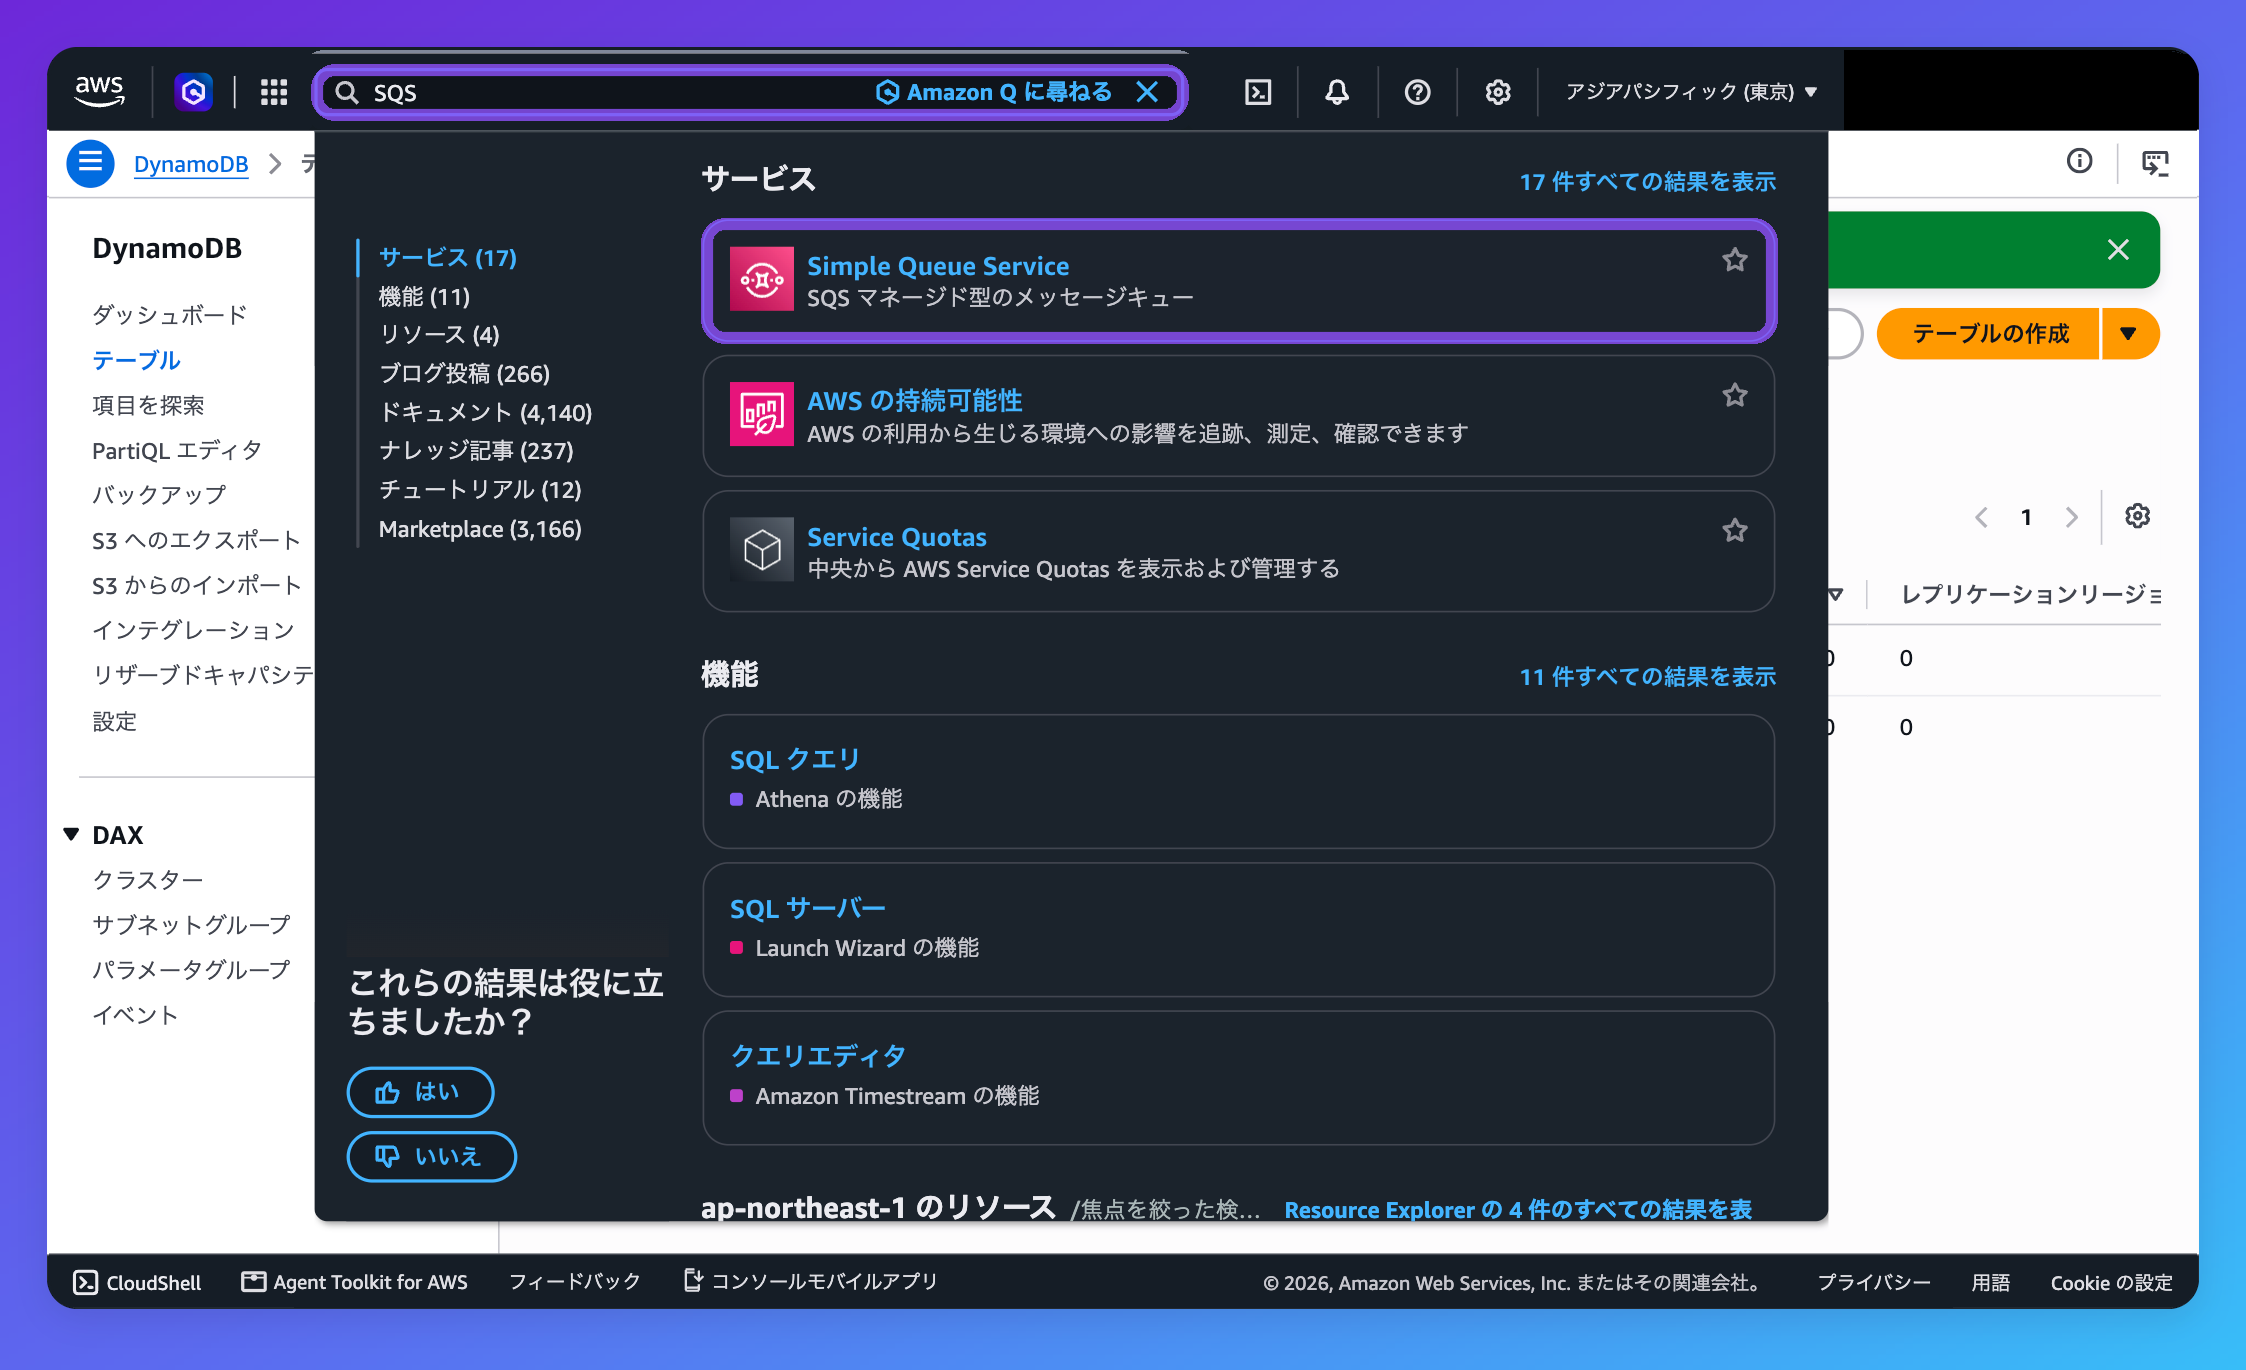 aws
SQS
Amazon Q に尋ねる
アジアパシフィック (東京)
DynamoDB
DynamoDB
ダッシュボード
テーブル
項目を探索
PartiQL エディタ
バックアップ
S3 へのエクスポート
S3 からのインポート
インテグレーション
リザーブドキャパシテ
設定
DAX
クラスター
サブネットグループ
パラメータグループ
イベント
サービス (17)
機能 (11)
リソース (4)
ブログ投稿 (266)
ドキュメント (4,140)
ナレッジ記事 (237)
チュートリアル (12)
Marketplace (3,166)
これらの結果は役に立
ちましたか？
はい
いいえ
サービス
17 件すべての結果を表示
Simple Queue Service
SQS マネージド型のメッセージキュー
AWS の持続可能性
AWS の利用から生じる環境への影響を追跡、測定、確認できます
Service Quotas
中央から AWS Service Quotas を表示および管理する
機能
11 件すべての結果を表示
SQL クエリ
Athena の機能
SQL サーバー
Launch Wizard の機能
クエリエディタ
Amazon Timestream の機能
ap-northeast-1 のリソース /焦点を絞った検...
Resource Explorer の 4 件のすべての結果を表
テーブルの作成
1
レプリケーションリージョ
0
0
CloudShell
Agent Toolkit for AWS
フィードバック
コンソールモバイルアプリ
© 2026, Amazon Web Services, Inc. またはその関連会社。
プライバシー
用語
Cookie の設定